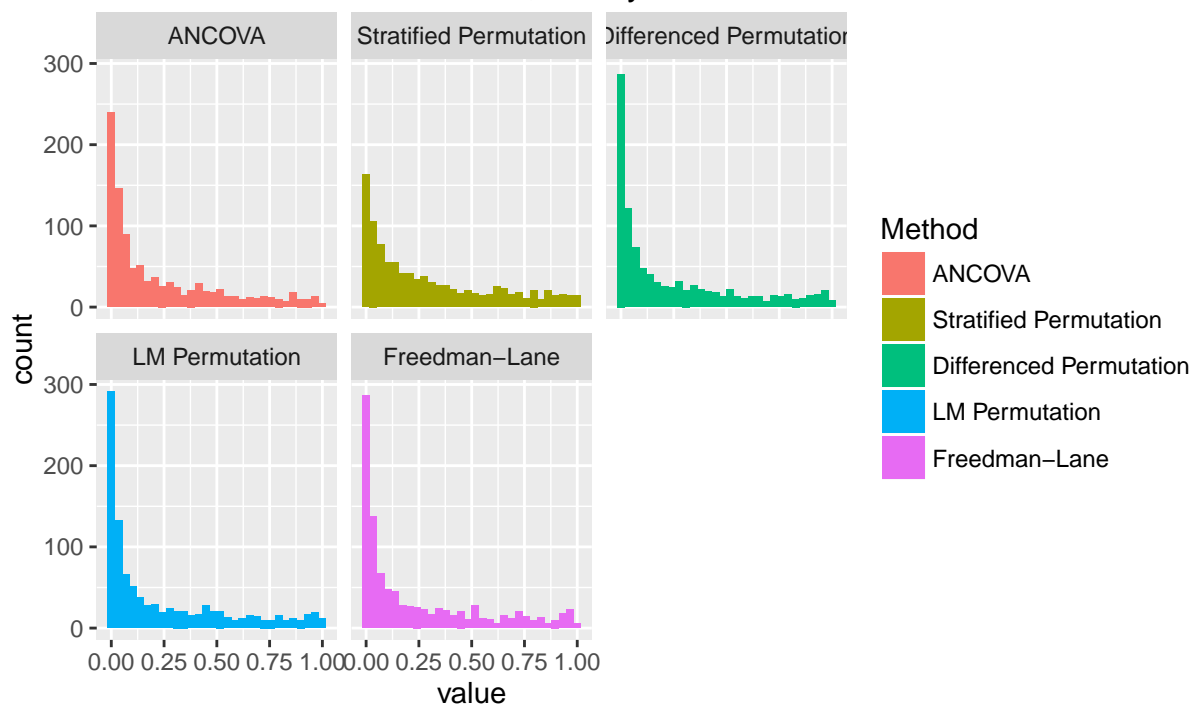 ANCOVA
Stratified Permutation
Differenced Permutation
300
200
100
0
LM Permutation
Freedman−Lane
300
200
100
0
0.00 0.25 0.50 0.75 1.00
0.00 0.25 0.50 0.75 1.00
value
count
Method
ANCOVA
Stratified Permutation
Differenced Permutation
LM Permutation
Freedman−Lane